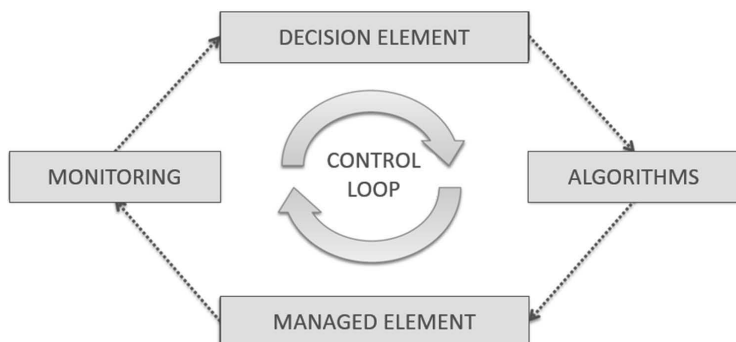 DECISION ELEMENT
MONITORING
CONTROL
LOOP
ALGORITHMS
MANAGED ELEMENT